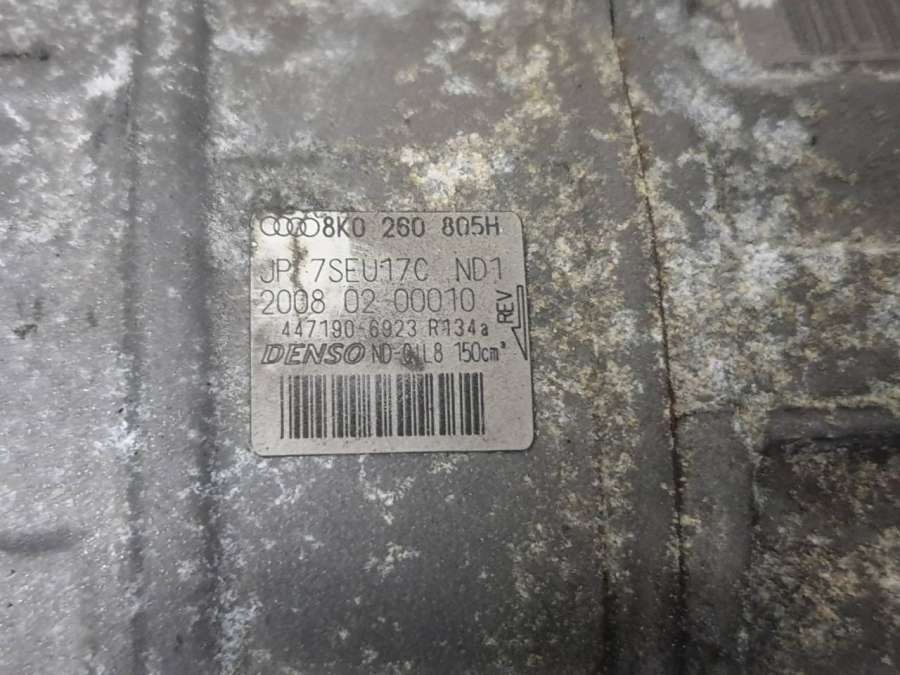 8K0 260 805H
JP 7SEU17C ND1
2008 02 00010
REV
447190-6923 R134a
DENSO ND-OIL8 150cm³